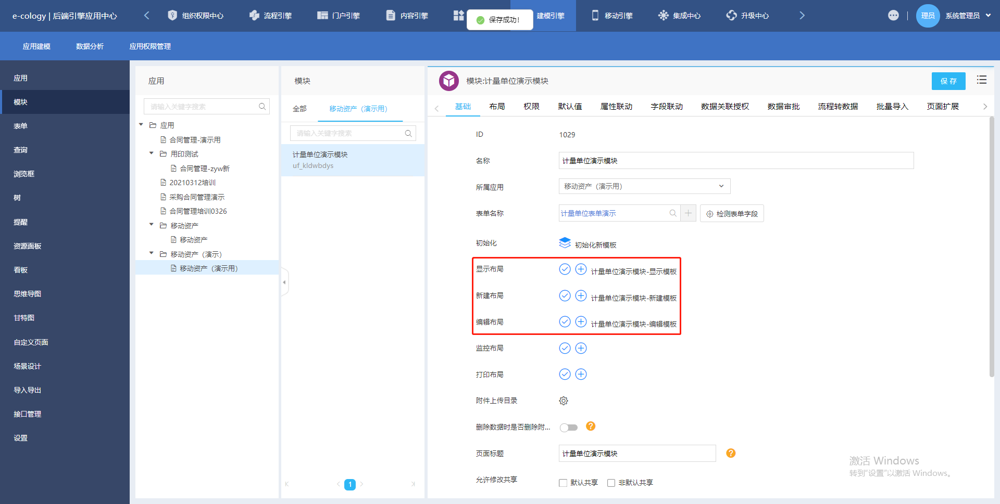 e-cology | 后端引擎应用中心
组织权限中心
流程引擎
门户引擎
内容引擎
保存成功!
建模引擎
移动引擎
集成中心
升级中心
理员
系统管理员
应用建模
数据分析
应用权限管理
应用
模块
表单
查询
浏览框
树
提醒
资源面板
看板
思维导图
甘特图
自定义页面
场景设计
导入导出
接口管理
设置
应用
请输入关键字搜索
应用
合同管理-演示用
用印测试
合同管理-zyw新
20210312培训
采购合同管理演示
合同管理培训0326
移动资产
移动资产
移动资产（演示）
移动资产（演示用）
模块
全部
移动资产（演示用）
请输入关键字搜索
计量单位演示模块
uf_kldwbdys
1
模块:计量单位演示模块
保 存
基础
布局
权限
默认值
属性联动
字段联动
数据关联授权
数据审批
流程转数据
批量导入
页面扩展
ID
1029
名称
计量单位演示模块
所属应用
移动资产（演示用）
表单名称
计量单位表单演示
检测表单字段
初始化
初始化新模板
显示布局
计量单位演示模块-显示模板
新建布局
计量单位演示模块-新建模板
编辑布局
计量单位演示模块-编辑模板
监控布局
打印布局
附件上传目录
删除数据时是否删除附...
?
页面标题
计量单位演示模块
?
允许修改共享
默认共享
非默认共享
激活 Windows
转到“设置”以激活 Windows。